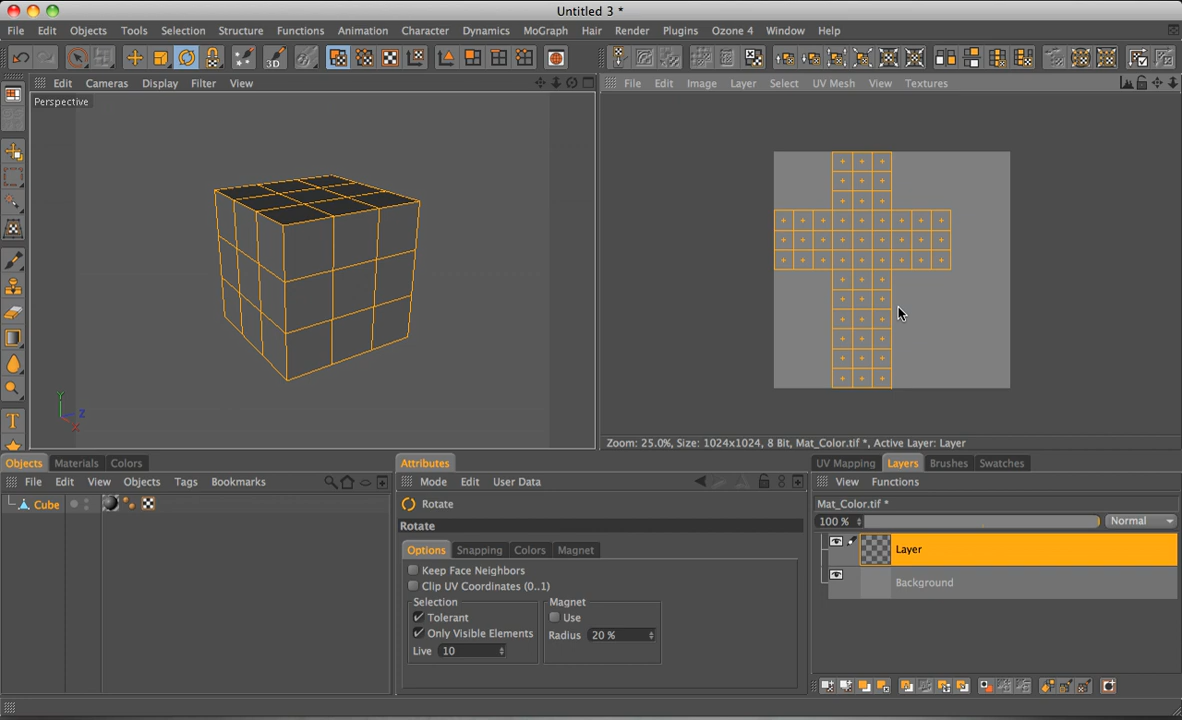 Untitled 3 *
File Edit Objects Tools Selection Structure Functions Animation Character Dynamics MoGraph Hair Render Plugins Ozone 4 Window Help
3D
Edit Cameras Display Filter View
File Edit Image Layer Select UV Mesh View Textures
Perspective
Y
Z
X
T
Zoom: 25.0%, Size: 1024x1024, 8 Bit, Mat_Color.tif *, Active Layer: Layer
Objects Materials Colors
File Edit View Objects Tags Bookmarks
Cube
Attributes
Mode Edit User Data
Rotate
Rotate
Options Snapping Colors Magnet
Keep Face Neighbors
Clip UV Coordinates (0..1)
Selection
Tolerant
Only Visible Elements
Live 10
Magnet
Use
Radius 20 %
UV Mapping Layers Brushes Swatches
View Functions
Mat_Color.tif *
100 % Normal
Layer
Background